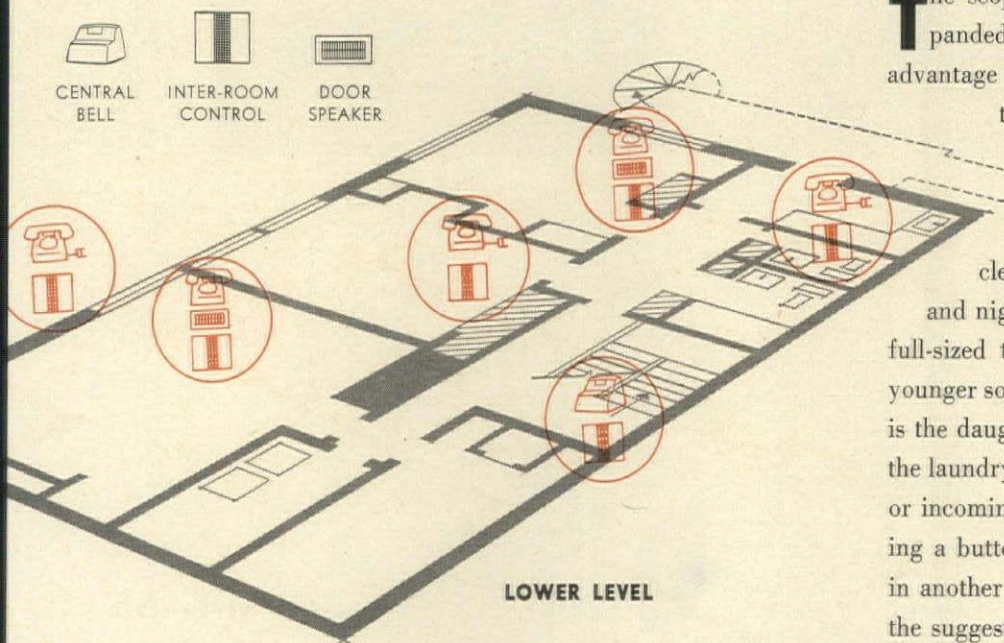 CENTRAL
BELL
INTER-ROOM
CONTROL
DOOR
SPEAKER
LOWER LEVEL
panded
advantage
and nig
full-sized
younger so
is the daug
the laundry
or incomin
ing a butt
in another
the sugges